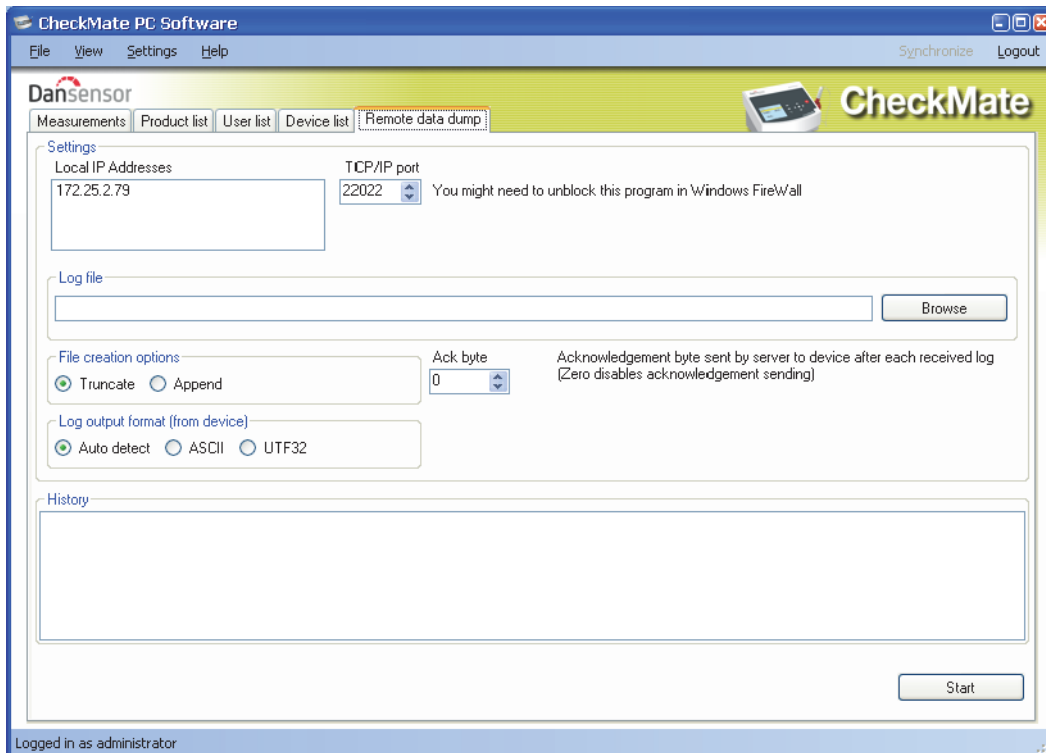 CheckMate PC Software
File View Settings Help Synchronize Logout
Dansensor
CheckMate
Measurements Product list User list Device list Remote data dump
Settings
Local IP Addresses TCP/IP port
172.25.2.79 22022 You might need to unblock this program in Windows FireWall
Log file
Browse
File creation options Ack byte Acknowledgement byte sent by server to device after each received log
Truncate Append 0 (Zero disables acknowledgement sending)
Log output format (from device)
Auto detect ASCII UTF32
History
Start
Logged in as administrator